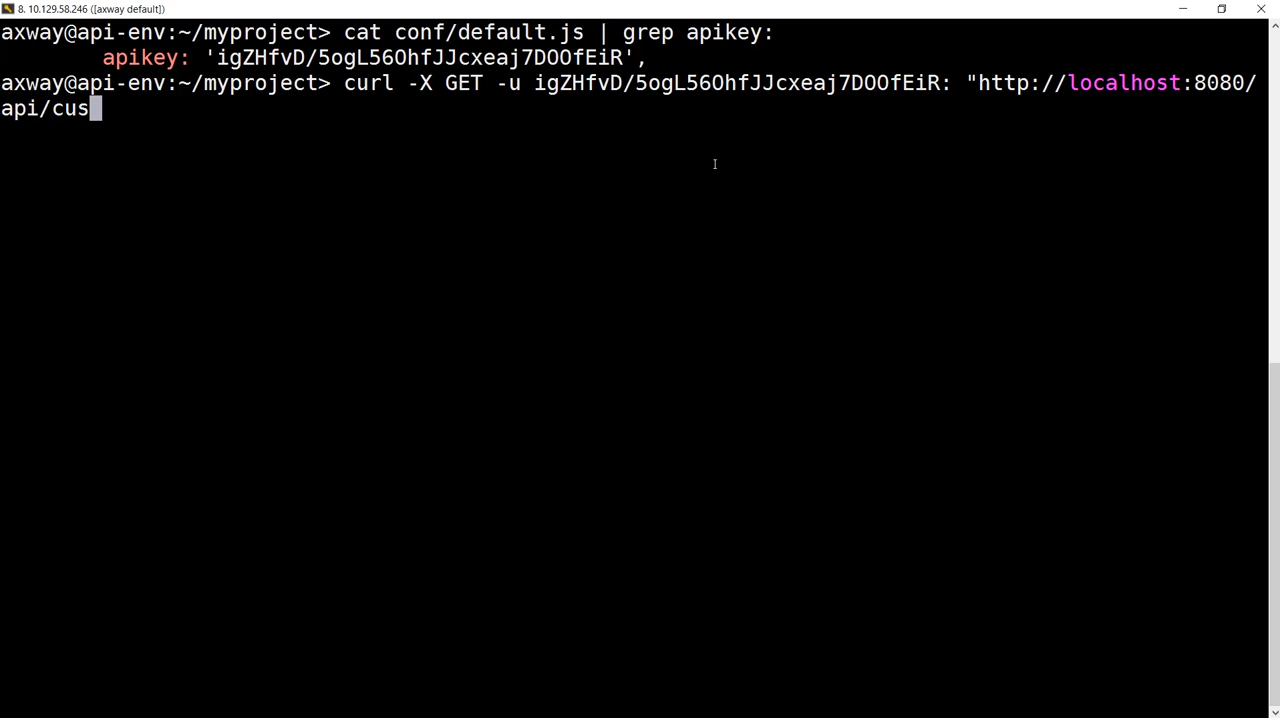 8. 10.129.58.246 ([axway default])
axway@api-env:~/myproject> cat conf/default.js | grep apikey:
apikey: 'igZHfvD/5ogL56OhfJJcxeaj7DOOfEiR',
axway@api-env:~/myproject> curl -X GET -u igZHfvD/5ogL56OhfJJcxeaj7DOOfEiR: "http://localhost:8080/
api/cus